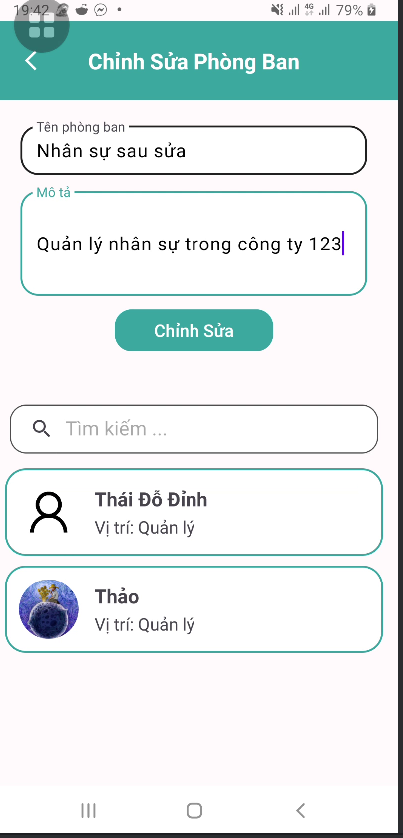 19:42
4G
79%
Chỉnh Sửa Phòng Ban
Tên phòng ban
Nhân sự sau sửa
Mô tả
Quản lý nhân sự trong công ty 123
Chỉnh Sửa
Tìm kiếm ...
Thái Đỗ Đỉnh
Vị trí: Quản lý
Thảo
Vị trí: Quản lý